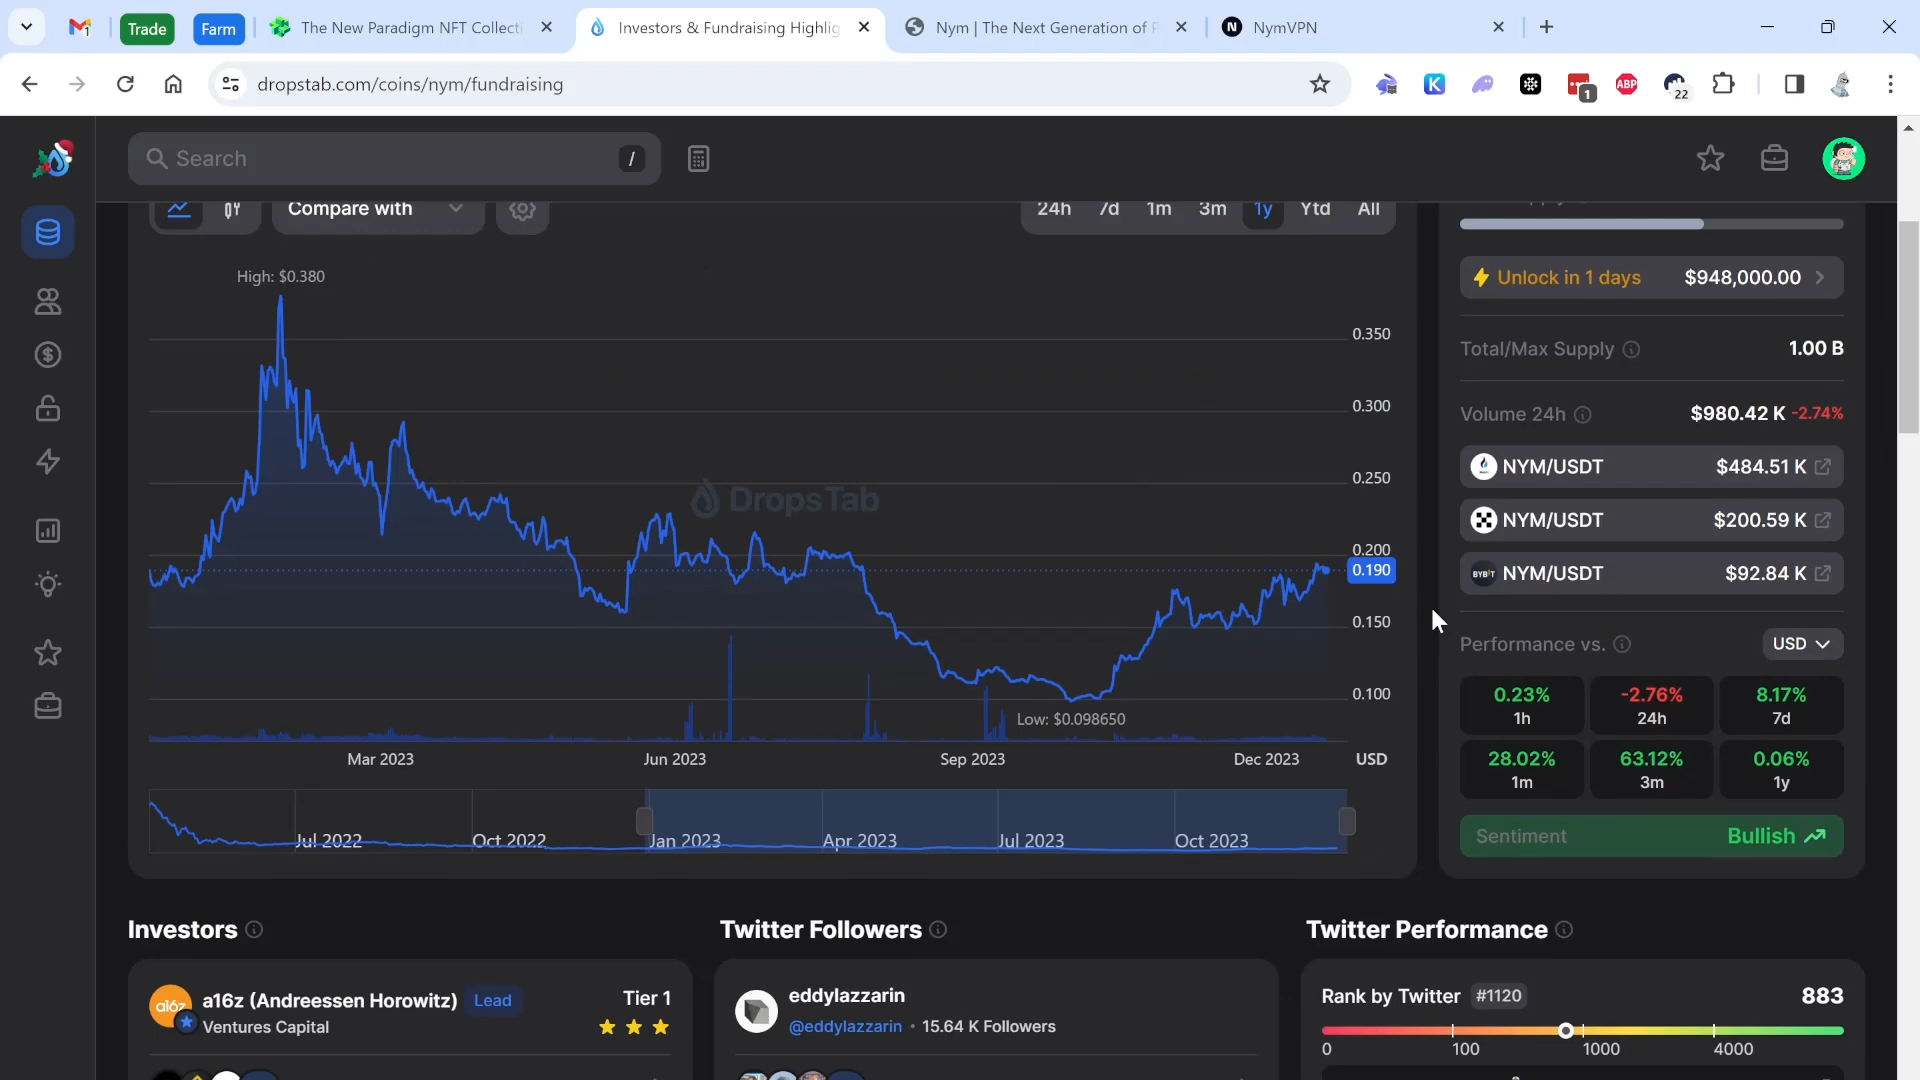 1
Trade
Farm
The New Paradigm NFT Collecti
Investors & Fundraising Highlig
Nym | The Next Generation of P
N
NymVPN
dropstab.com/coins/nym/fundraising
K
1
ABP
22
Search
/
Compare with
24h
7d
1m
3m
1y
Ytd
All
High: $0.380
0.350
0.300
0.250
0.200
0.190
0.150
0.100
DropsTab
Low: $0.098650
Mar 2023
Jun 2023
Sep 2023
Dec 2023
USD
Jul 2022
Oct 2022
Jan 2023
Apr 2023
Jul 2023
Oct 2023
Unlock in 1 days
$948,000.00
Total/Max Supply
1.00 B
Volume 24h
$980.42 K -2.74%
NYM/USDT
$484.51 K
NYM/USDT
$200.59 K
BYBIT NYM/USDT
$92.84 K
Performance vs.
USD
0.23%
1h
-2.76%
24h
8.17%
7d
28.02%
1m
63.12%
3m
0.06%
1y
Sentiment
Bullish
Investors
a16z
a16z (Andreessen Horowitz)
Lead
Tier 1
Ventures Capital
Twitter Followers
eddylazzarin
@eddylazzarin • 15.64 K Followers
Twitter Performance
Rank by Twitter
#1120
883
0
100
1000
4000